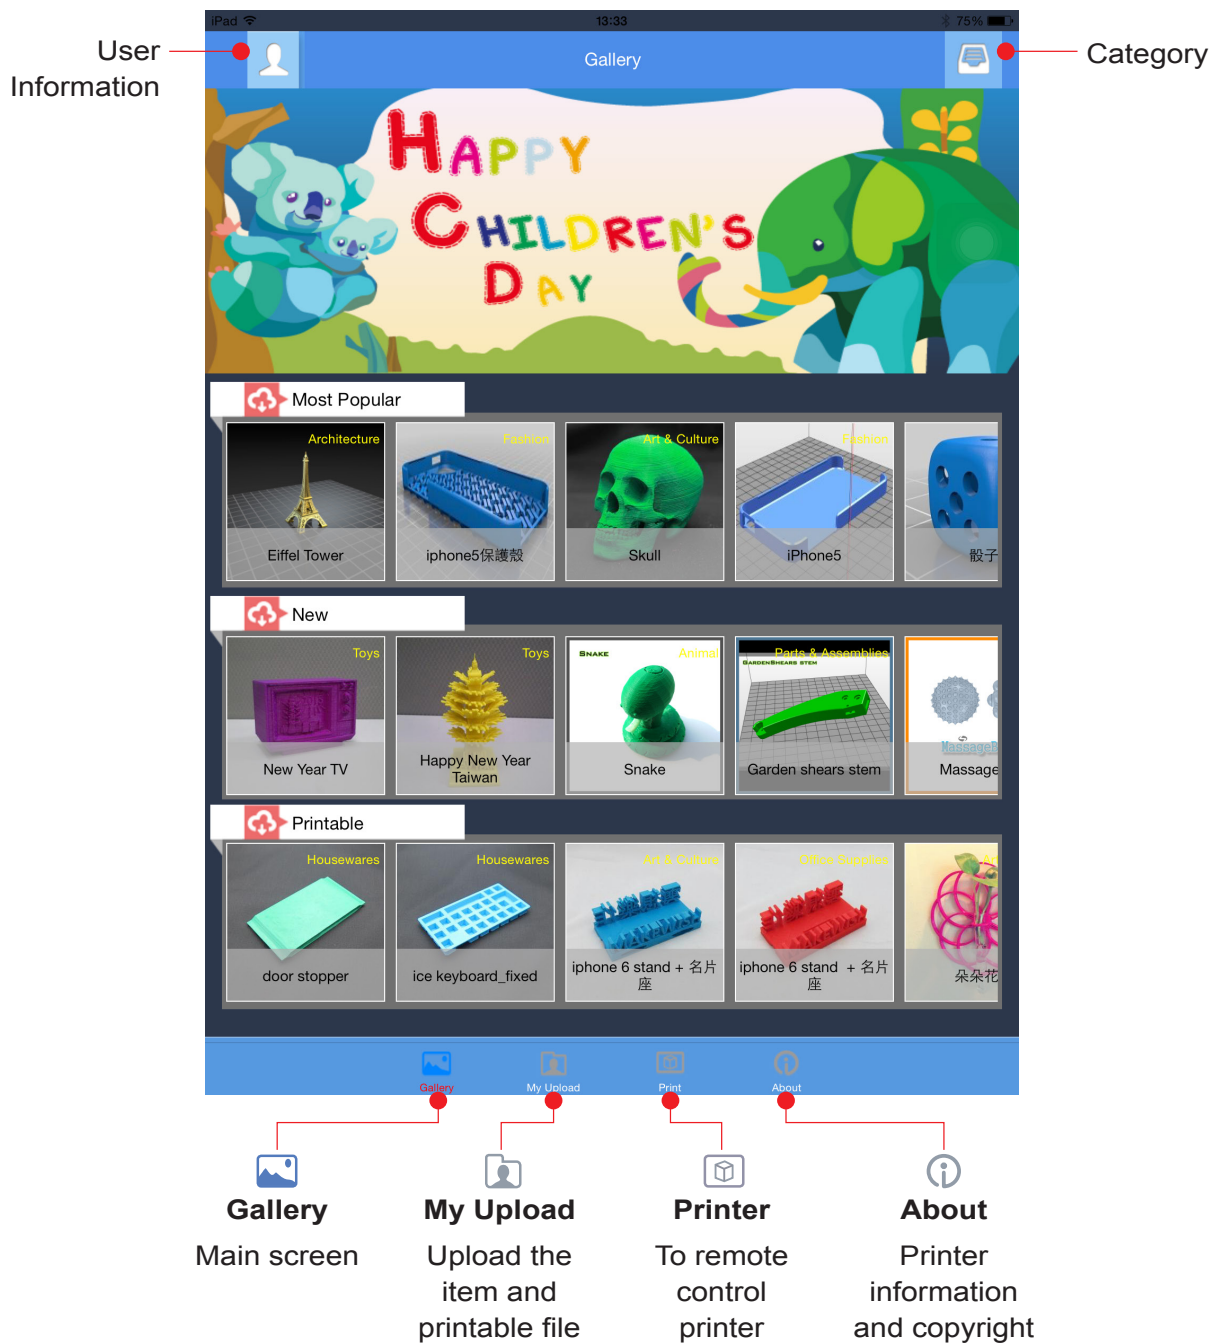 iPad 13:33 75%
User
Information
Gallery
Category
HAPPY
CHILDREN'S
DAY
Most Popular
Architecture Fashion Art & Culture Fashion
Eiffel Tower iphone5保護殼 Skull iPhone5 骰子
New
Toys Toys SNAKE Animal Parts & Assemblies
GARDENSHEARS STEM
New Year TV Happy New Year
Taiwan Snake Garden shears stem Massage
Printable
Housewares Housewares Art & Culture Office Supplies
MAKEWISH MAKEWISH
door stopper ice keyboard_fixed iphone 6 stand + 名片
座 iphone 6 stand + 名片
座 朵朵花
Gallery My Upload Print About
Gallery My Upload Printer About
Main screen Upload the To remote Printer
item and control information
printable file printer and copyright